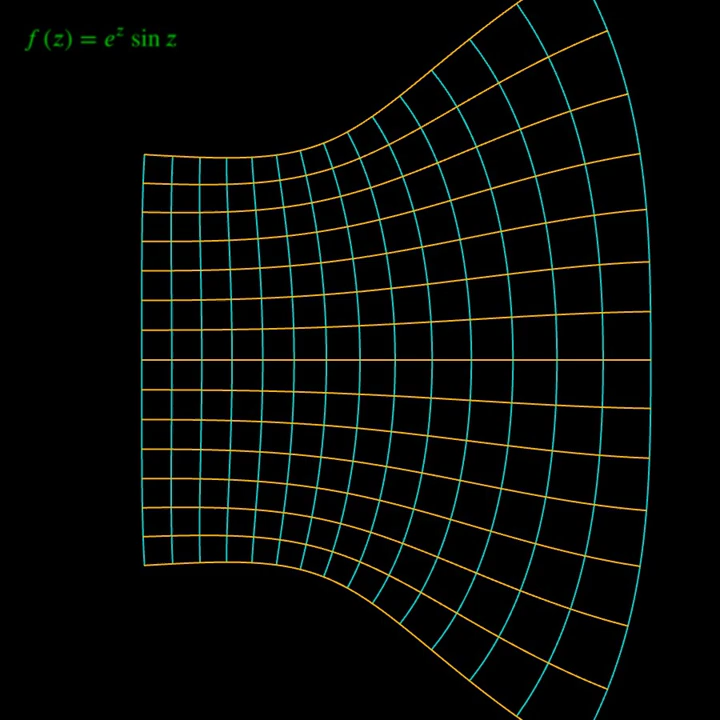 f (z) = e^z sin z